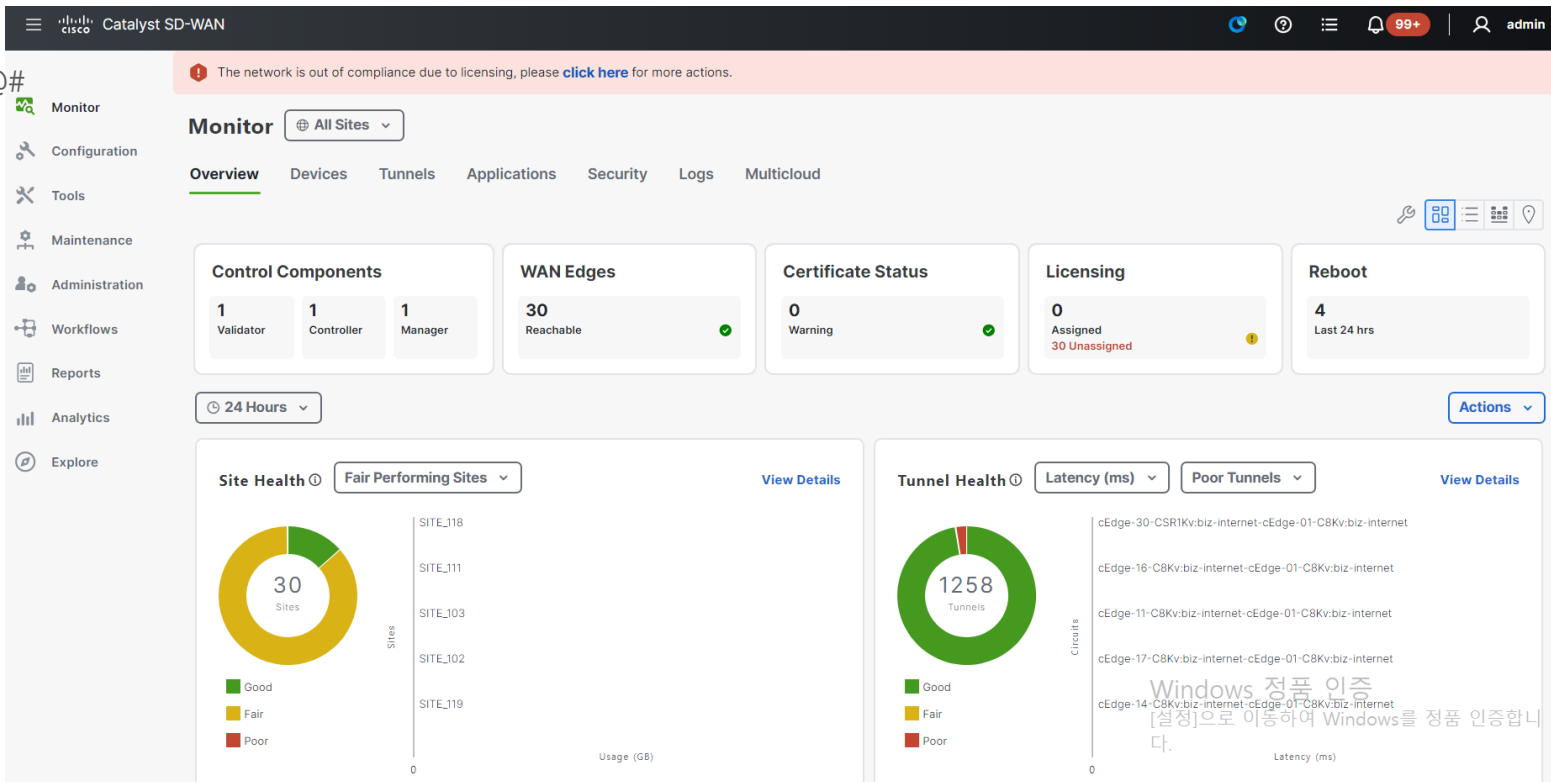 cisco
Catalyst SD-WAN
99+
admin
The network is out of compliance due to licensing, please click here for more actions.
@#
Monitor
Configuration
Tools
Maintenance
Administration
Workflows
Reports
Analytics
Explore
Monitor
All Sites
Overview
Devices
Tunnels
Applications
Security
Logs
Multicloud
Control Components
1
Validator
1
Controller
1
Manager
WAN Edges
30
Reachable
Certificate Status
0
Warning
Licensing
0
Assigned
30 Unassigned
Reboot
4
Last 24 hrs
24 Hours
Actions
Site Health
Fair Performing Sites
View Details
30
Sites
Good
Fair
Poor
Sites
SITE_118
SITE_111
SITE_103
SITE_102
SITE_119
Usage (GB)
0
Tunnel Health
Latency (ms)
Poor Tunnels
View Details
1258
Tunnels
Good
Fair
Poor
Circuits
cEdge-30-CSR1Kv:biz-internet-cEdge-01-C8Kv:biz-internet
cEdge-16-C8Kv:biz-internet-cEdge-01-C8Kv:biz-internet
cEdge-11-C8Kv:biz-internet-cEdge-01-C8Kv:biz-internet
cEdge-17-C8Kv:biz-internet-cEdge-01-C8Kv:biz-internet
cEdge-14-C8Kv:biz-internet-cEdge-01-C8Kv:biz-internet
Latency (ms)
0
Windows 정품 인증
[설정]으로 이동하여 Windows를 정품 인증합니
다.